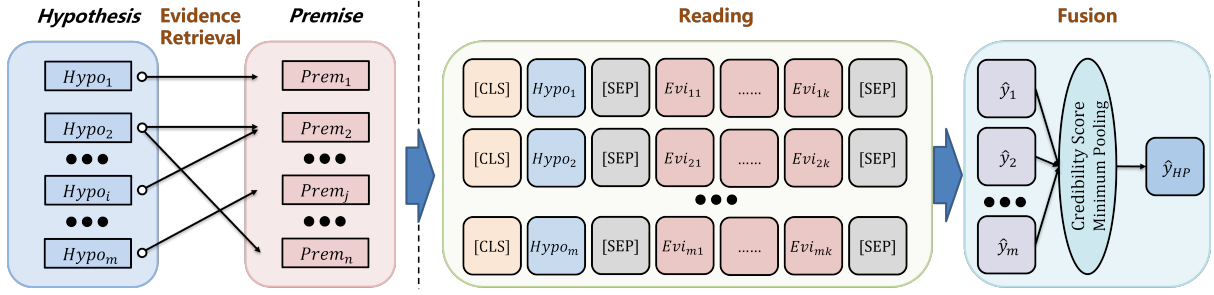 Hypothesis
Evidence
Retrieval
Premise
Hypo₁
Hypo₂
●●●
Hypoᵢ
●●●
Hypoₘ
Prem₁
Prem₂
●●●
Premⱼ
●●●
Premₙ
Reading
[CLS] Hypo₁ [SEP] Evi₁₁ ...... Evi₁ₖ [SEP]
[CLS] Hypo₂ [SEP] Evi₂₁ ...... Evi₂ₖ [SEP]
●●●
[CLS] Hypoₘ [SEP] Eviₘ₁ ...... Eviₘₖ [SEP]
Fusion
ŷ₁
ŷ₂
●●●
ŷₘ
Credibility Score
Minimum Pooling
ŷ_HP